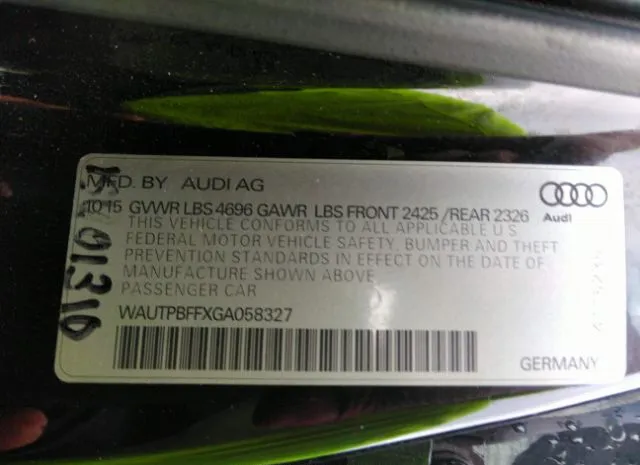 MFD. BY AUDI AG
10 15 GVWR LBS 4696 GAWR LBS FRONT 2425 / REAR 2326
Audi
THIS VEHICLE CONFORMS TO ALL APPLICABLE U S
FEDERAL MOTOR VEHICLE SAFETY, BUMPER AND THEFT
PREVENTION STANDARDS IN EFFECT ON THE DATE OF
MANUFACTURE SHOWN ABOVE
PASSENGER CAR
WAUTPBFFXGA058327
GERMANY